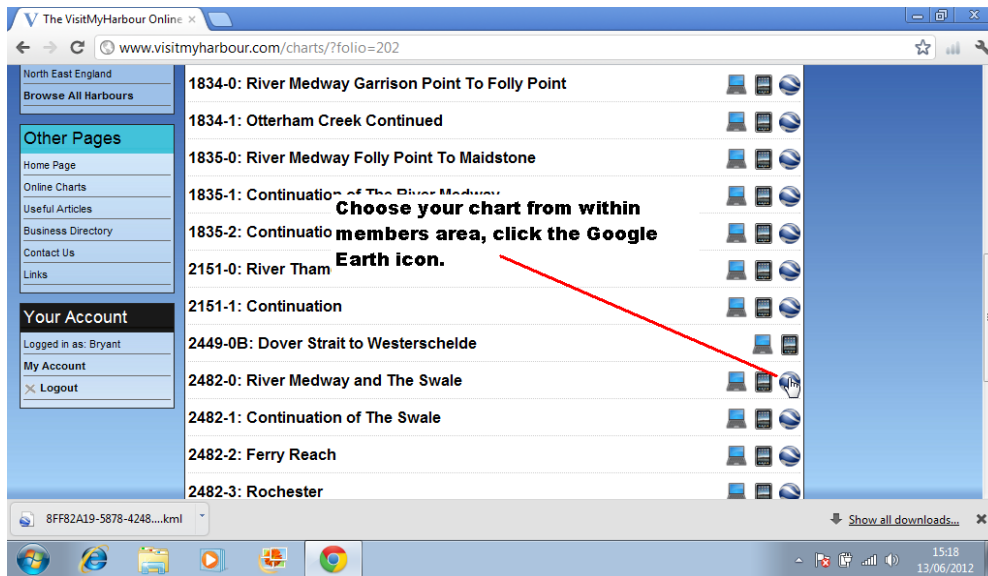 The VisitMyHarbour Online
www.visitmyharbour.com/charts/?folio=202
North East England
Browse All Harbours
Other Pages
Home Page
Online Charts
Useful Articles
Business Directory
Contact Us
Links
Your Account
Logged in as: Bryant
My Account
Logout
1834-0: River Medway Garrison Point To Folly Point
1834-1: Otterham Creek Continued
1835-0: River Medway Folly Point To Maidstone
1835-1: Continuation of The River Medway
1835-2: Continuatio
2151-0: River Tham
2151-1: Continuation
2449-0B: Dover Strait to Westerschelde
2482-0: River Medway and The Swale
2482-1: Continuation of The Swale
2482-2: Ferry Reach
2482-3: Rochester
Choose your chart from within
members area, click the Google
Earth icon.
8FF82A19-5878-4248....kml
Show all downloads...
15:18
13/06/2012